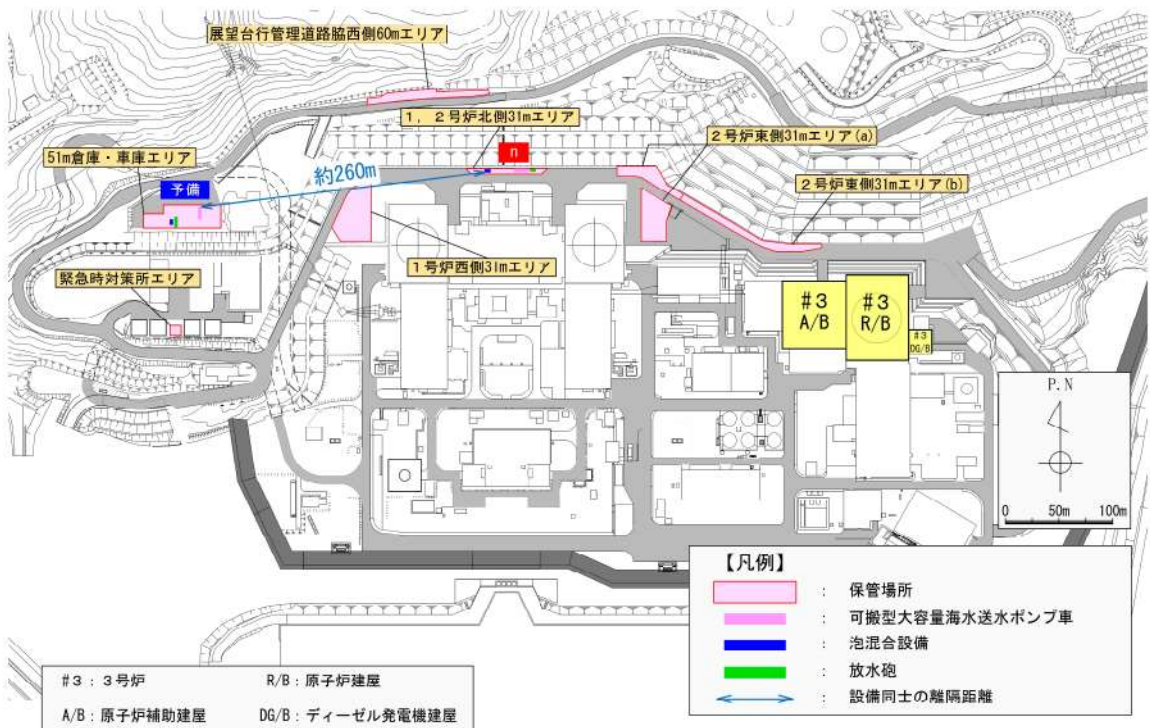 展望台行管理道路脇西側60mエリア
1，2号炉北側31mエリア
n
2号炉東側31mエリア(a)
51m倉庫・車庫エリア
予備
約260m
2号炉東側31mエリア(b)
1号炉西側31mエリア
緊急時対策所エリア
#3
A/B
#3
R/B
#3
DG/B
P.N
0 50m 100m
【凡例】
： 保管場所
： 可搬型大容量海水送水ポンプ車
： 泡混合設備
： 放水砲
： 設備同士の離隔距離
#3：3号炉 R/B：原子炉建屋
A/B：原子炉補助建屋 DG/B：ディーゼル発電機建屋